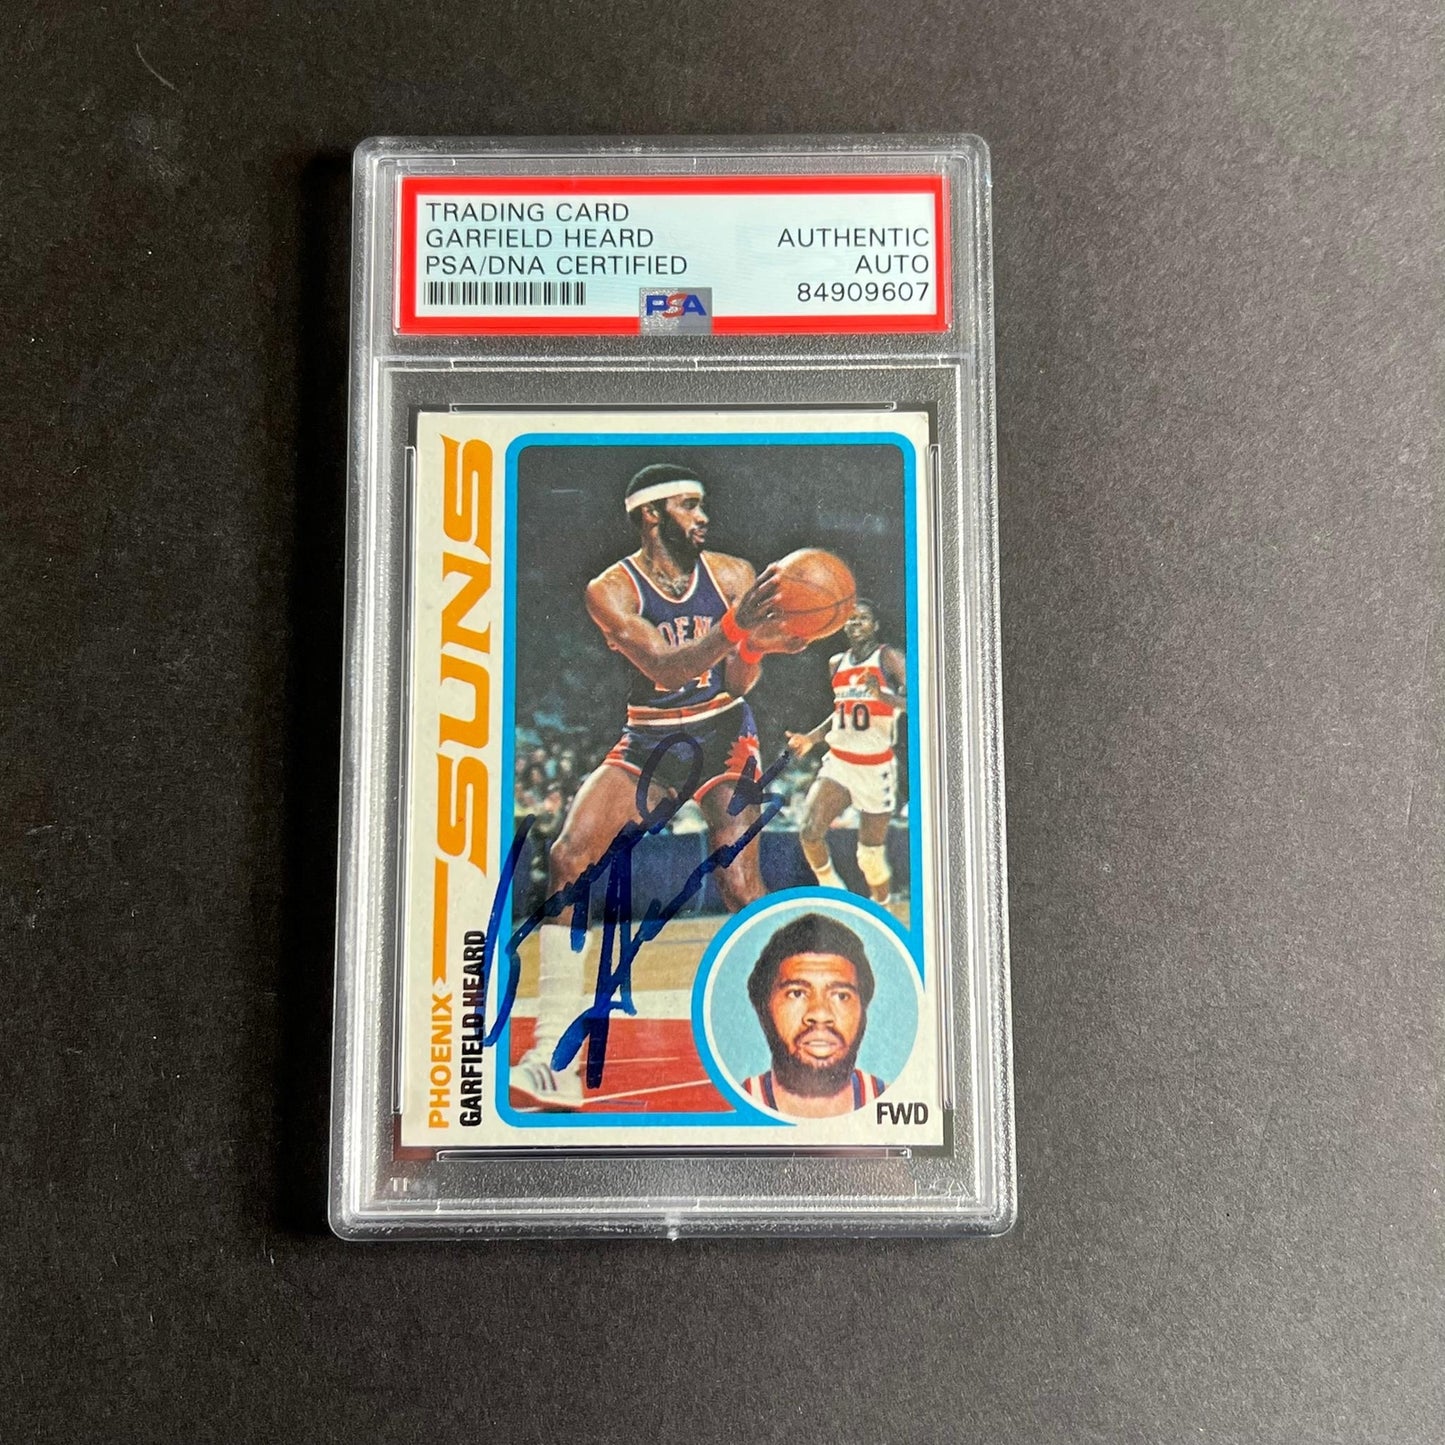 TRADING CARD
GARFIELD HEARD
PSA/DNA CERTIFIED
AUTHENTIC
AUTO
84909607
PSA
PHOENIX SUNS
GARFIELD HEARD
10
FWD